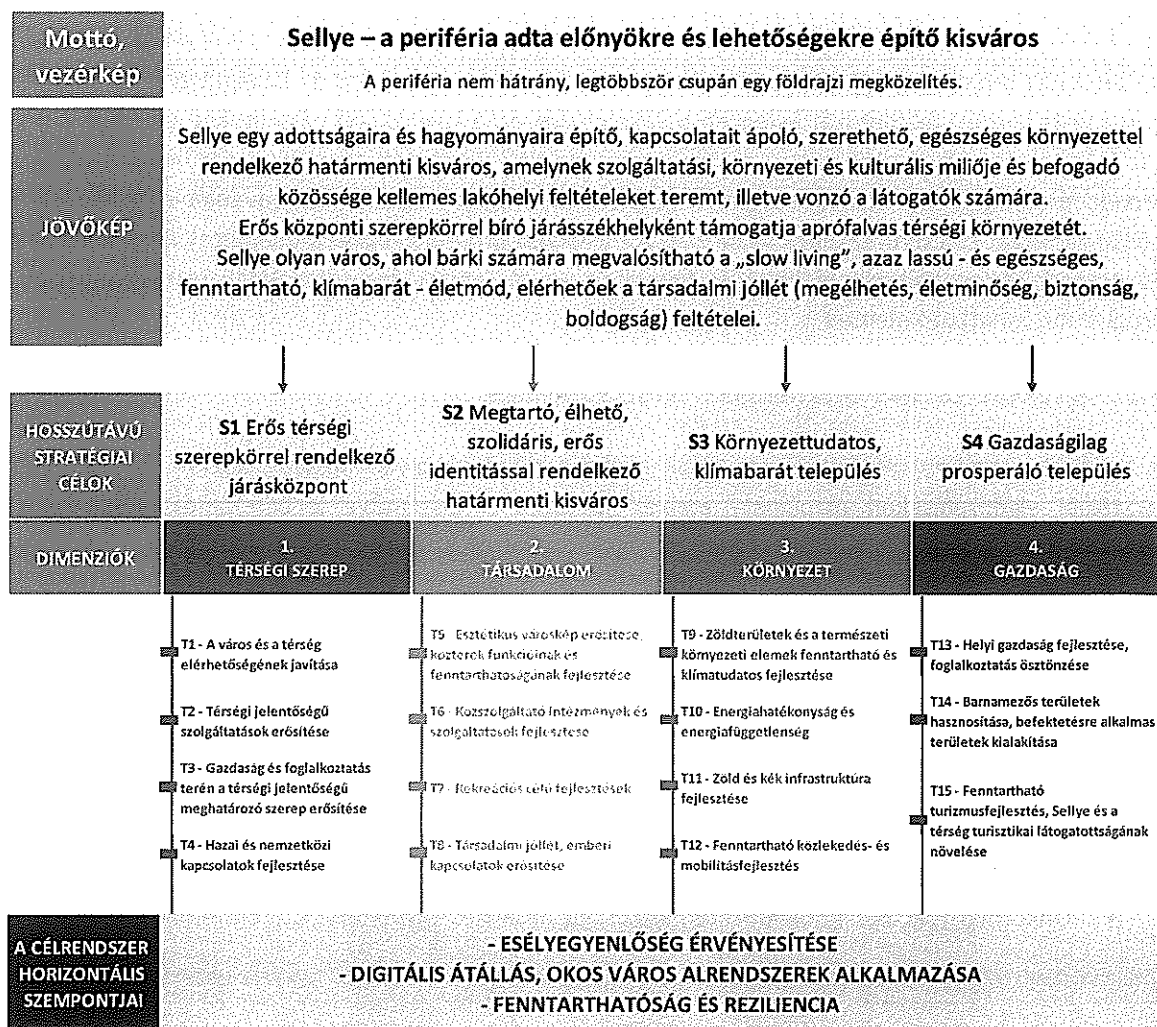 Mottó,
vezérkép
Sellye – a periféria adta előnyökre és lehetőségekre építő kisváros
A periféria nem hátrány, legtöbbször csupán egy földrajzi megközelítés.
JÖVŐKÉP
Sellye egy adottságaira és hagyományaira építő, kapcsolatait ápoló, szerethető, egészséges környezettel
rendelkező határmenti kisváros, amelynek szolgáltatási, környezeti és kulturális miliője és befogadó
közössége kellemes lakóhelyi feltételeket teremt, illetve vonzó a látogatók számára.
Erős központi szerepkörrel bíró járásszékhelyként támogatja aprófalvas térségi környezetét.
Sellye olyan város, ahol bárki számára megvalósítható a „slow living”, azaz lassú - és egészséges,
fenntartható, klímabarát - életmód, elérhetőek a társadalmi jóllét (megélhetés, életminőség, biztonság,
boldogság) feltételei.
HOSSZÚTÁVÚ
STRATÉGIAI
CÉLOK
S1 Erős térségi
szerepkörrel rendelkező
járásközpont
S2 Megtartó, élhető,
szolidáris, erős
identitással rendelkező
határmenti kisváros
S3 Környezettudatos,
klímabarát település
S4 Gazdaságilag
prosperáló település
DIMENZIÓK
1.
TÉRSÉGI SZEREP
2.
TÁRSADALOM
3.
KÖRNYEZET
4.
GAZDASÁG
T1 - A város és a térség
elérhetőségének javítása
T2 - Térségi jelentőségű
szolgáltatások erősítése
T3 - Gazdaság és foglalkoztatás
terén a térségi jelentőségű
meghatározó szerep erősítése
T4 - Hazai és nemzetközi
kapcsolatok fejlesztése
T5 - Esztétikus városkép erősítése,
közterek funkcióinak és
fenntarthatóságának fejlesztése
T6 - Közszolgáltató intézmények és
szolgáltatások fejlesztése
T7 - Rekreációs célú fejlesztések
T8 - Társadalmi jóllét, emberi
kapcsolatok erősítése
T9 - Zöldterületek és a természeti
környezeti elemek fenntartható és
klímatudatos fejlesztése
T10 - Energiahatékonyság és
energiafüggetlenség
T11 - Zöld és kék infrastruktúra
fejlesztése
T12 - Fenntartható közlekedés- és
mobilitásfejlesztés
T13 - Helyi gazdaság fejlesztése,
foglalkoztatás ösztönzése
T14 - Barnamezős területek
hasznosítása, befektetésre alkalmas
területek kialakítása
T15 - Fenntartható
turizmusfejlesztés, Sellye és a
térség turisztikai látogatottságának
növelése
A CÉLRENDSZER
HORIZONTÁLIS
SZEMPONTJAI
- ESÉLYEGYENLŐSÉG ÉRVÉNYESÍTÉSE
- DIGITÁLIS ÁTÁLLÁS, OKOS VÁROS ALRENDSZEREK ALKALMAZÁSA
- FENNTARTHATÓSÁG ÉS REZILIENCIA